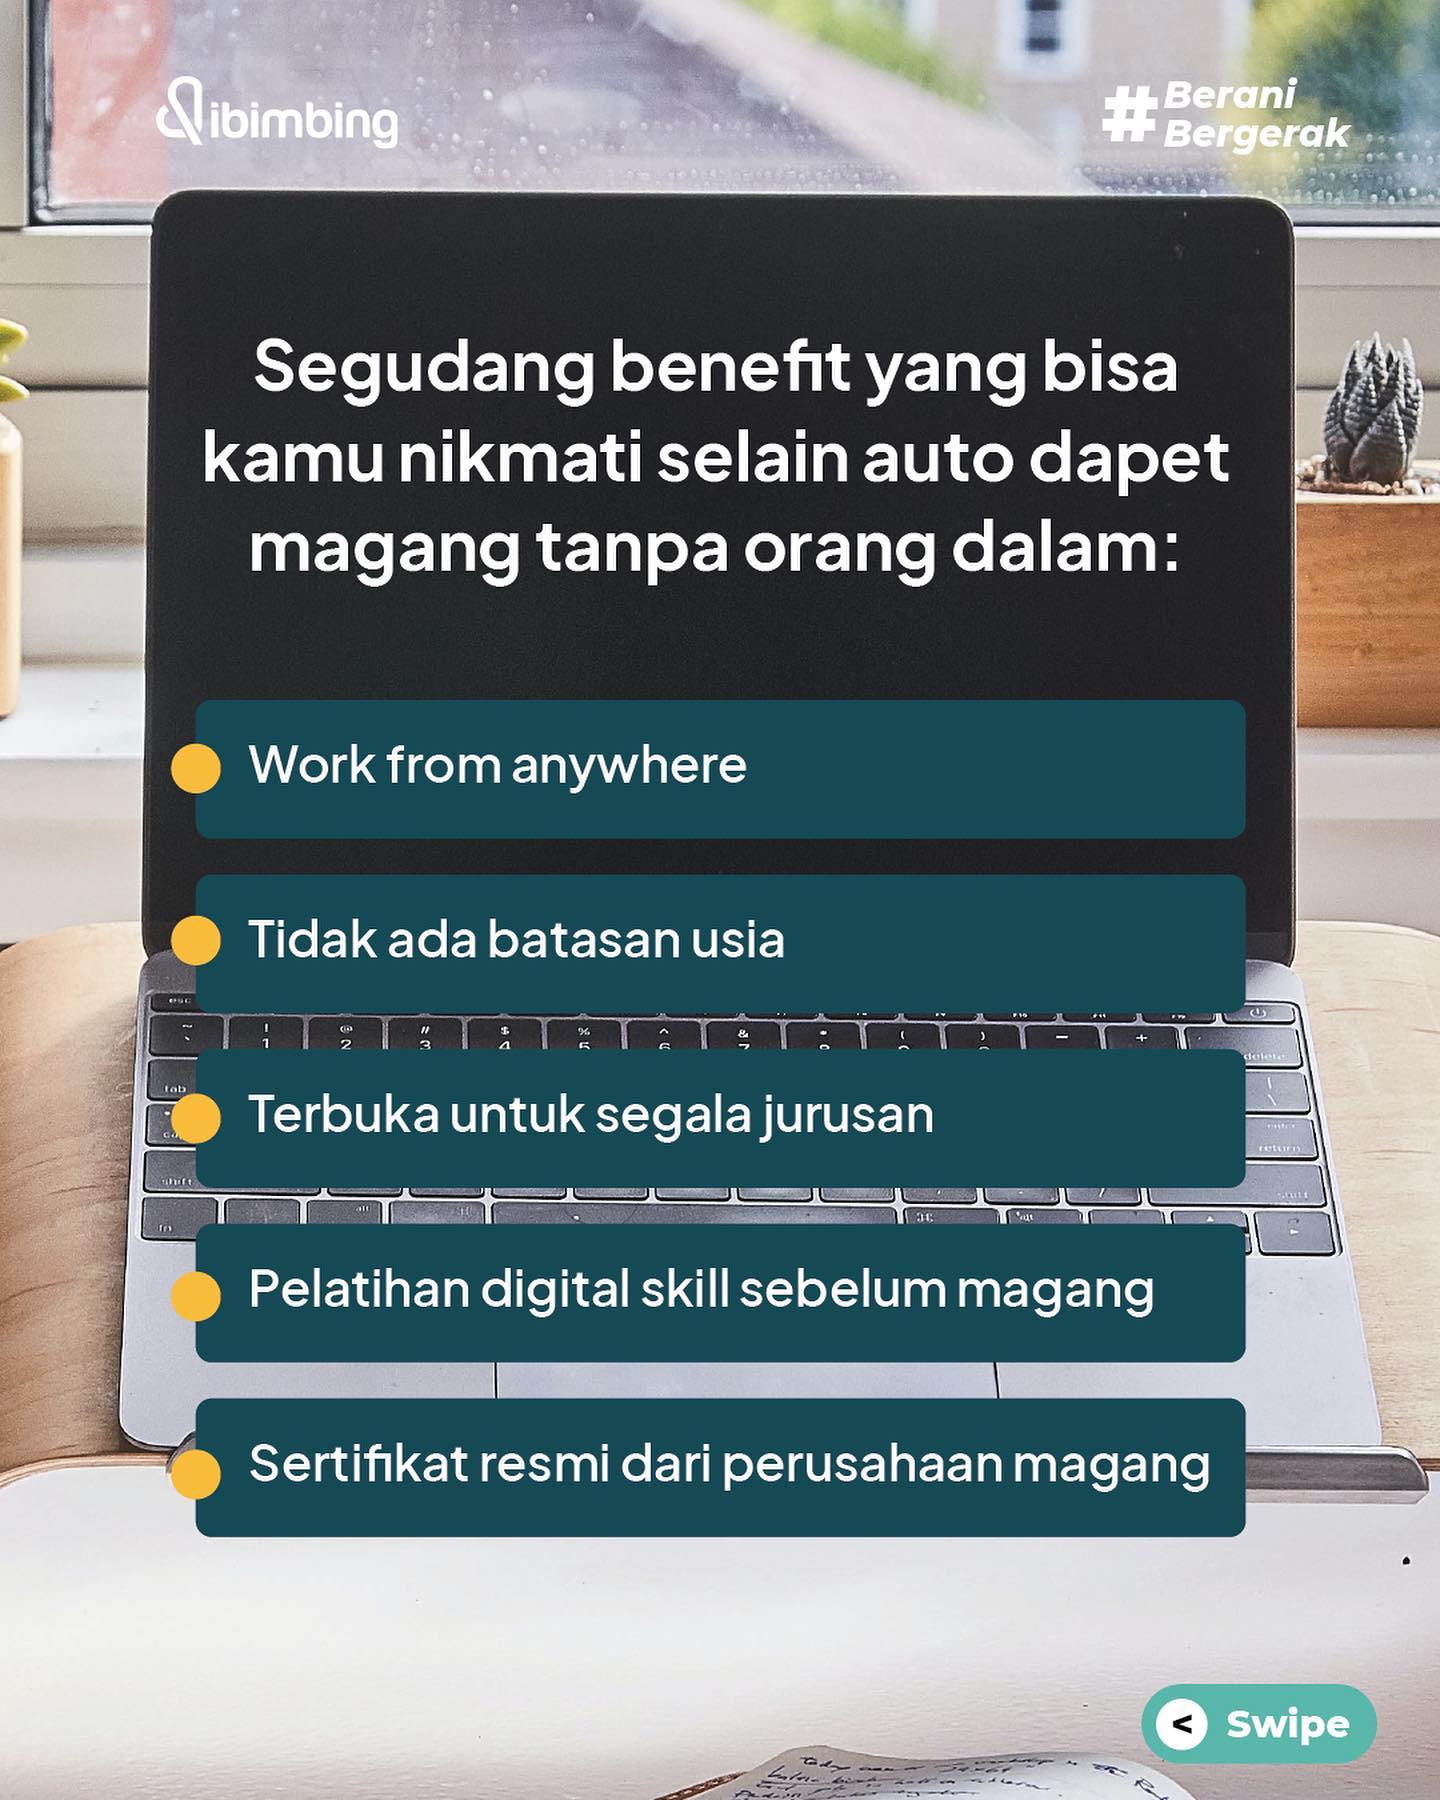 dibimbing
#Berani
Bergerak
Segudang benefit yang bisa
kamu nikmati selain auto dapet
magang tanpa orang dalam:
Work from anywhere
Tidak ada batasan usia
Terbuka untuk segala jurusan
Pelatihan digital skill sebelum magang
Sertifikat resmi dari perusahaan magang
< Swipe